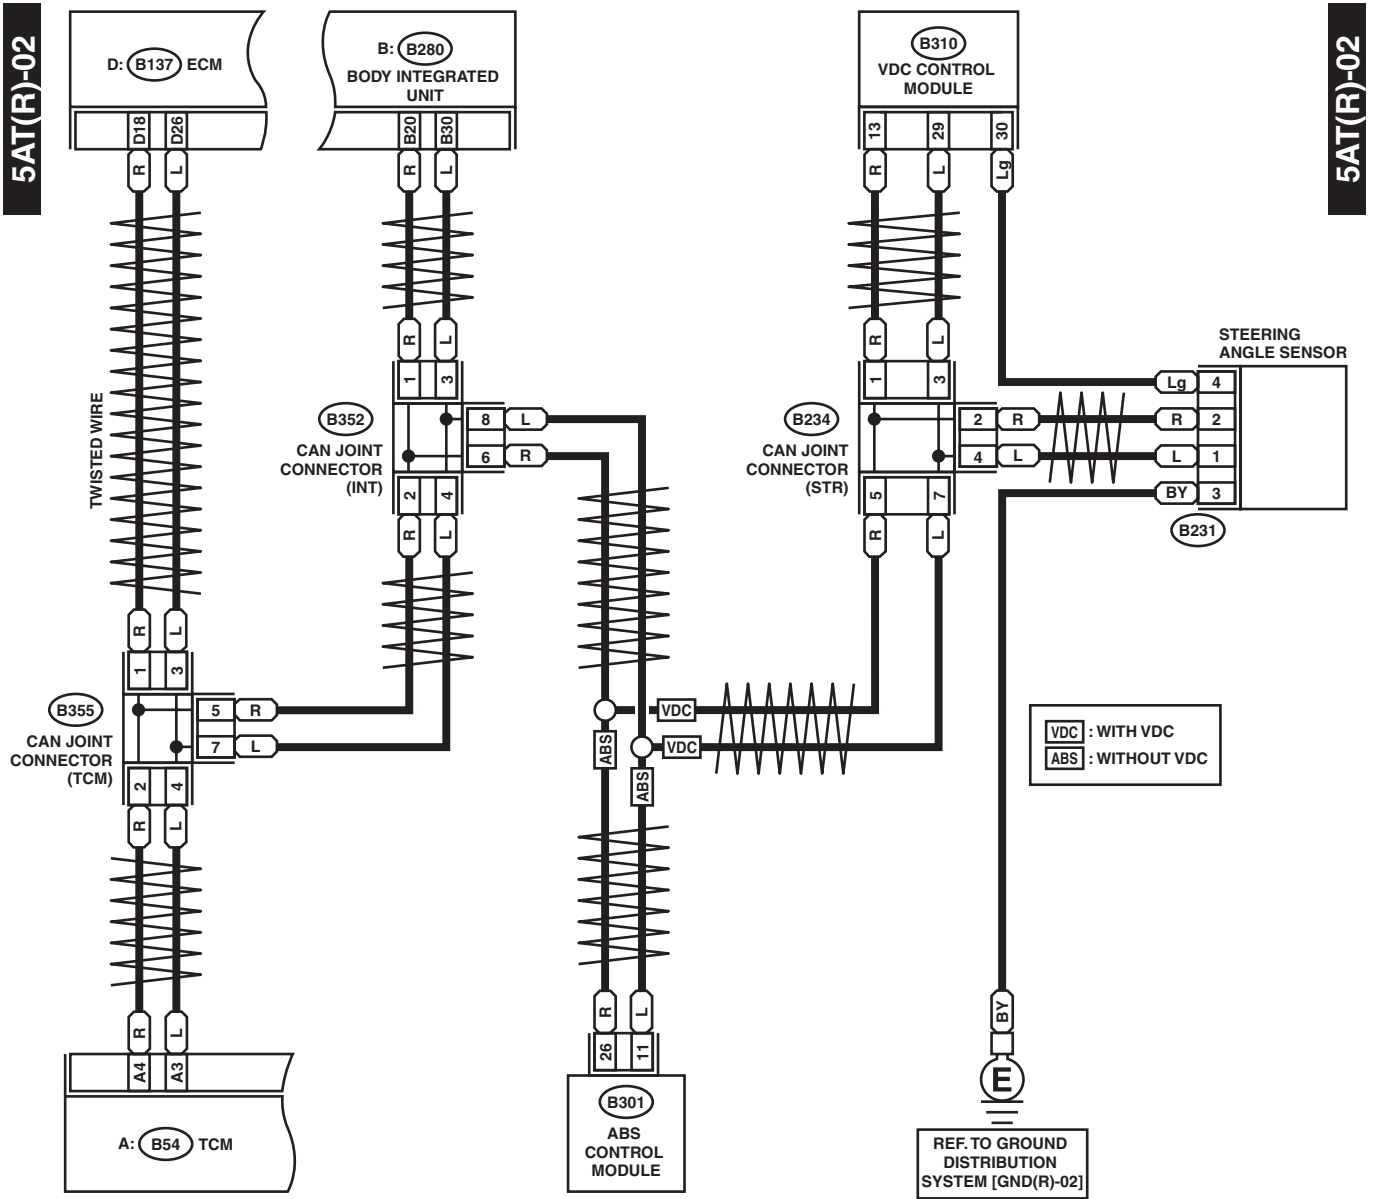 5AT(R)-02
5AT(R)-02
D: B137 ECM
B: B280
BODY INTEGRATED
UNIT
B310
VDC CONTROL
MODULE
D18
D26
B20
B30
13
29
30
R
L
R
L
R
L
Lg
TWISTED WIRE
R
L
R
L
1
3
1
3
STEERING
ANGLE SENSOR
Lg 4
B352
CAN JOINT
CONNECTOR
(INT)
8 L
6 R
B234
CAN JOINT
CONNECTOR
(STR)
2 R
4 L
R 2
L 1
BY 3
B231
2
4
5
7
R
L
R
L
R
L
1
3
B355
CAN JOINT
CONNECTOR
(TCM)
5 R
7 L
VDC
VDC
ABS
ABS
VDC : WITH VDC
ABS : WITHOUT VDC
2
4
R
L
R
L
R
L
BY
A4
A3
26
11
E
A: B54 TCM
B301
ABS
CONTROL
MODULE
REF. TO GROUND
DISTRIBUTION
SYSTEM [GND(R)-02]